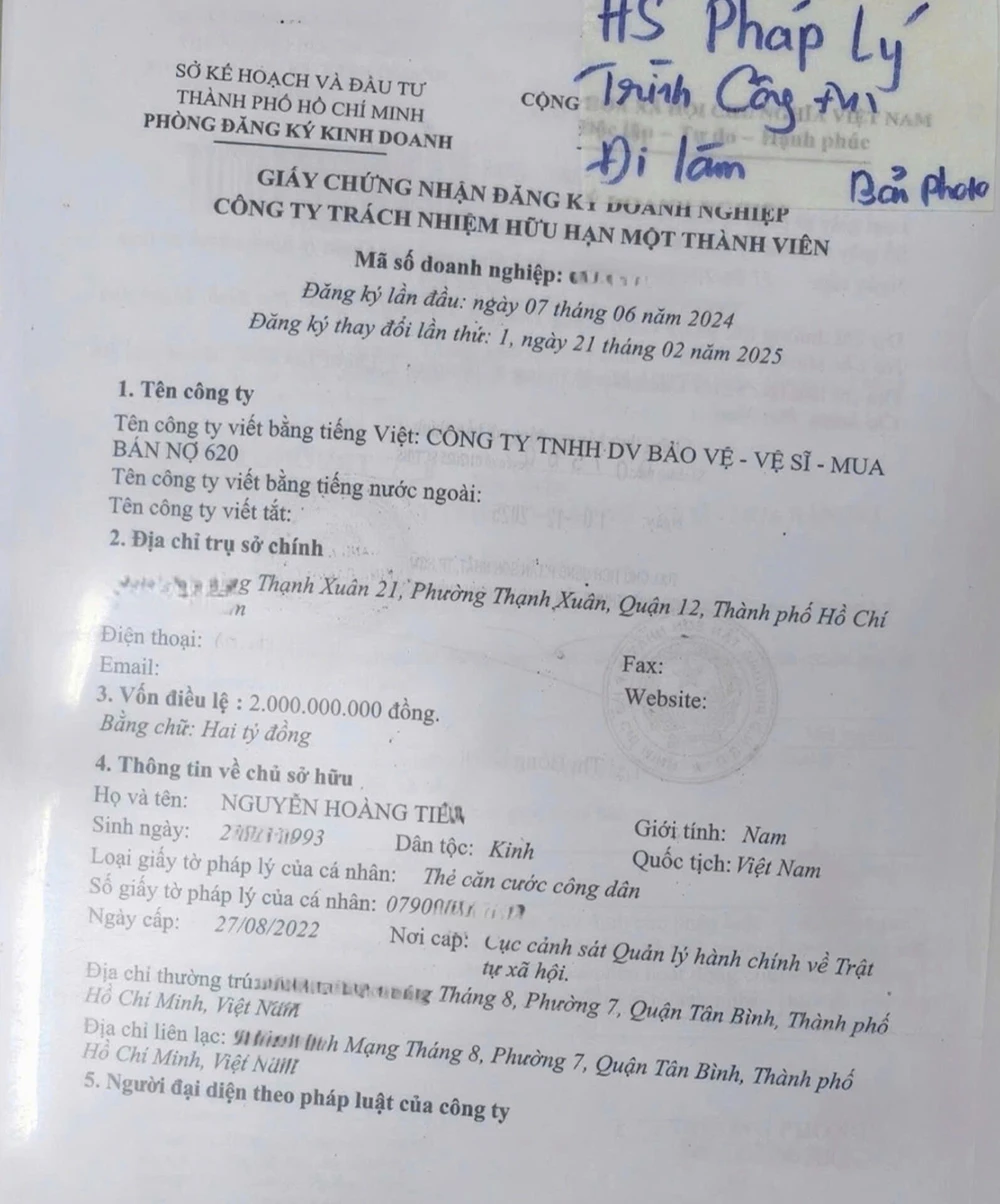 HS Pháp Lý
Trình Công An
Đi làm
Bản Photo
SỞ KẾ HOẠCH VÀ ĐẦU TƯ
THÀNH PHỐ HỒ CHÍ MINH
PHÒNG ĐĂNG KÝ KINH DOANH
CỘNG VIỆT NAM
Độc lập – Tự do – Hạnh phúc
GIẤY CHỨNG NHẬN ĐĂNG KÝ DOANH NGHIỆP
CÔNG TY TRÁCH NHIỆM HỮU HẠN MỘT THÀNH VIÊN
Mã số doanh nghiệp:
Đăng ký lần đầu: ngày 07 tháng 06 năm 2024
Đăng ký thay đổi lần thứ: 1, ngày 21 tháng 02 năm 2025
1. Tên công ty
Tên công ty viết bằng tiếng Việt: CÔNG TY TNHH DV BẢO VỆ - VỆ SĨ - MUA
BÁN NỢ 620
Tên công ty viết bằng tiếng nước ngoài:
Tên công ty viết tắt:
2. Địa chỉ trụ sở chính
Thạnh Xuân 21, Phường Thạnh Xuân, Quận 12, Thành phố Hồ Chí
Điện thoại:
Fax:
Email:
Website:
3. Vốn điều lệ : 2.000.000.000 đồng.
Bằng chữ: Hai tỷ đồng
4. Thông tin về chủ sở hữu
Họ và tên: NGUYỄN HOÀNG
Giới tính: Nam
Sinh ngày: 1993 Dân tộc: Kinh Quốc tịch: Việt Nam
Loại giấy tờ pháp lý của cá nhân: Thẻ căn cước công dân
Số giấy tờ pháp lý của cá nhân:
Ngày cấp: 27/08/2022 Nơi cấp: Cục cảnh sát Quản lý hành chính về Trật
tự xã hội.
Địa chỉ thường trú: Tháng 8, Phường 7, Quận Tân Bình, Thành phố
Hồ Chí Minh, Việt Nam
Địa chỉ liên lạc: Mạng Tháng 8, Phường 7, Quận Tân Bình, Thành phố
Hồ Chí Minh, Việt Nam
5. Người đại diện theo pháp luật của công ty